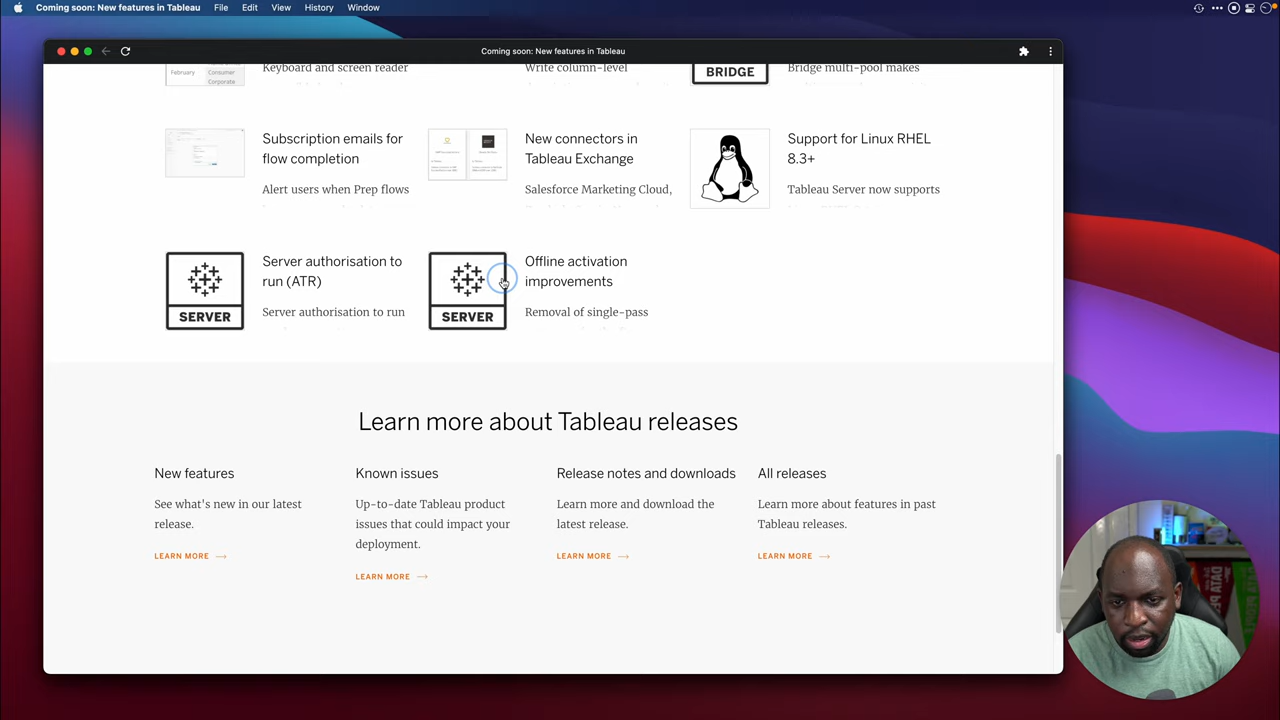 Coming soon: New features in Tableau File Edit View History Window
Coming soon: New features in Tableau
February Consumer
Corporate
Keyboard and screen reader
Write column-level
BRIDGE
Bridge multi-pool makes
Subscription emails for
flow completion
Alert users when Prep flows
New connectors in
Tableau Exchange
Salesforce Marketing Cloud,
Support for Linux RHEL
8.3+
Tableau Server now supports
SERVER
Server authorisation to
run (ATR)
Server authorisation to run
SERVER
Offline activation
improvements
Removal of single-pass
Learn more about Tableau releases
New features
See what's new in our latest
release.
LEARN MORE
Known issues
Up-to-date Tableau product
issues that could impact your
deployment.
LEARN MORE
Release notes and downloads
Learn more and download the
latest release.
LEARN MORE
All releases
Learn more about features in past
Tableau releases.
LEARN MORE